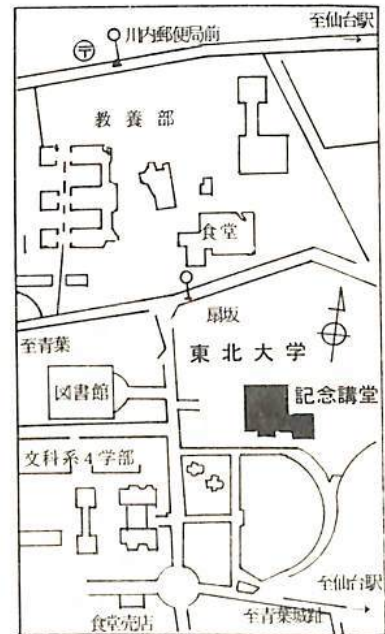 至仙台駅
〒 川内郵便局前
教養部
食堂
扇坂
至青葉
東北大学
記念講堂
図書館
文科系4学部
至仙台駅
至青葉城趾
食堂売店